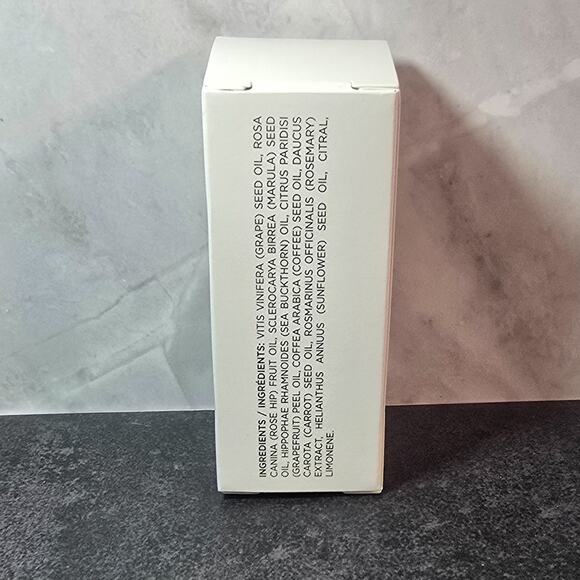 INGREDIENTS / INGRÉDIENTS: VITIS VINIFERA (GRAPE) SEED OIL, ROSA
CANINA (ROSE HIP) FRUIT OIL, SCLEROCARYA BIRREA (MARULA) SEED
OIL, HIPPOPHAE RHAMNOIDES (SEA BUCKTHORN) OIL, CITRUS PARIDISI
(GRAPEFRUIT) PEEL OIL, COFFEA ARABICA (COFFEE) SEED OIL, DAUCUS
CAROTA (CARROT) SEED OIL, ROSMARINUS OFFICINALIS (ROSEMARY)
EXTRACT, HELIANTHUS ANNUUS (SUNFLOWER) SEED OIL, CITRAL,
LIMONENE.